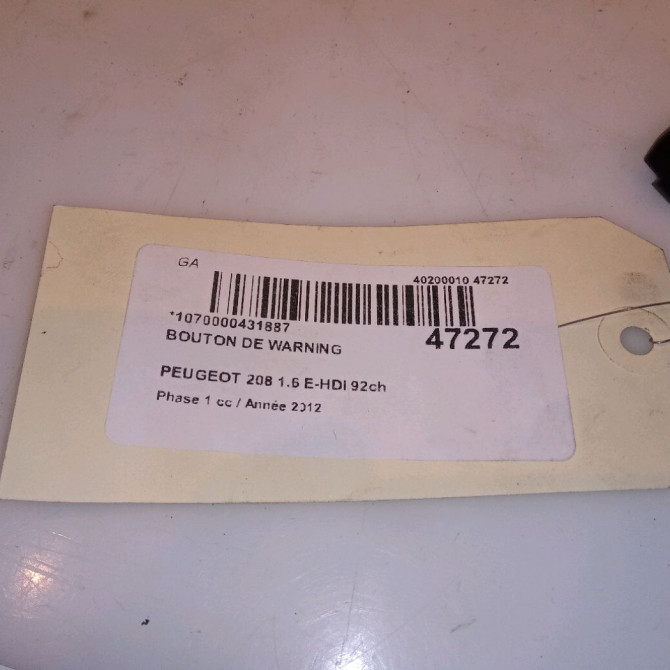 GA
40200010 47272
*1070000431887
47272
BOUTON DE WARNING
PEUGEOT 208 1.6 E-HDI 92ch
Phase 1 cc / Année 2012